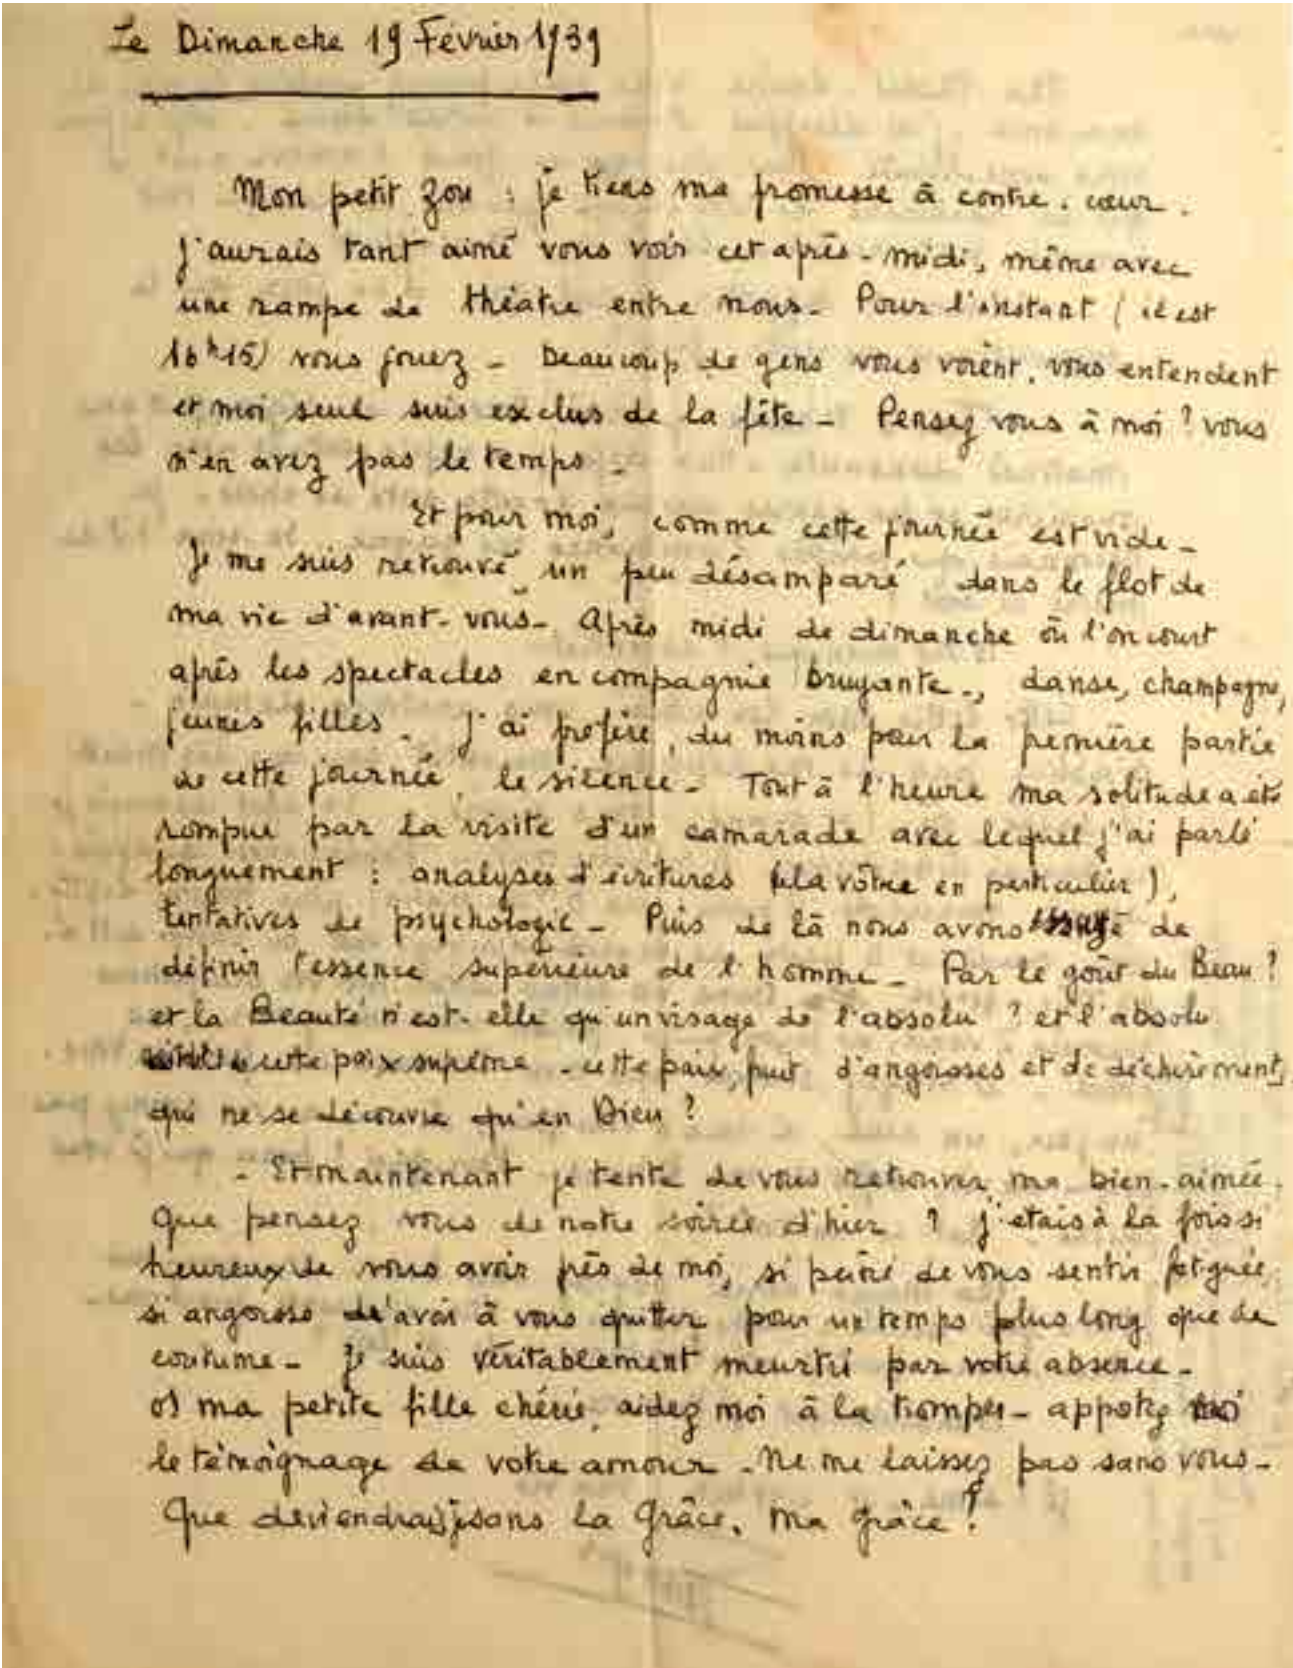 Le Dimanche 19 Février 1939
Mon petit Zou : je tiens ma promesse à contre-cœur.
J'aurais tant aimé vous voir cet après-midi, même avec
une rampe de théatre entre nous - Pour l'instant (il est
16h15) vous jouez - Beaucoup de gens vous voient, vous entendent
et moi seul suis exclus de la fête - Pensez vous à moi ? vous
n'en avez pas le temps -
Et pour moi, comme cette journée est vide -
Je me suis retrouvé, un peu désamparé, dans le flot de
ma vie d'avant-vous - Après midi de dimanche où l'on court
après les spectacles en compagnie bruyante, danse, champagne,
jeunes filles. J'ai préféré, du moins pour la première partie
de cette journée, le silence - Tout à l'heure ma solitude a été
rompue par la visite d'un camarade avec lequel j'ai parlé
longuement : analyses d'écritures (la vôtre en particulier),
tentatives de psychologie - Puis de là nous avons essayé de
définir l'essence supérieure de l'homme - Par le goût du Beau ?
et la Beauté n'est-elle qu'un visage de l'absolu ? et l'absolu
cette paix suprême - cette paix, fruit d'angoisses et de déchirement,
qui ne se découvre qu'en Dieu ?
- Et maintenant je tente de vous retrouver, ma bien-aimée.
Que pensez vous de notre soirée d'hier ? J'étais à la fois si
heureux de vous avoir près de moi, si peiné de vous sentir fatiguée,
si angoissé d'avoir à vous quitter pour un temps plus long que de
coutume - Je suis véritablement meurtri par votre absence -
O ma petite fille chérie, aidez moi à la tromper - apportez moi
le témoignage de votre amour - Ne me laissez pas sans vous -
Que deviendrai-je sans la Grâce, ma Grâce ?